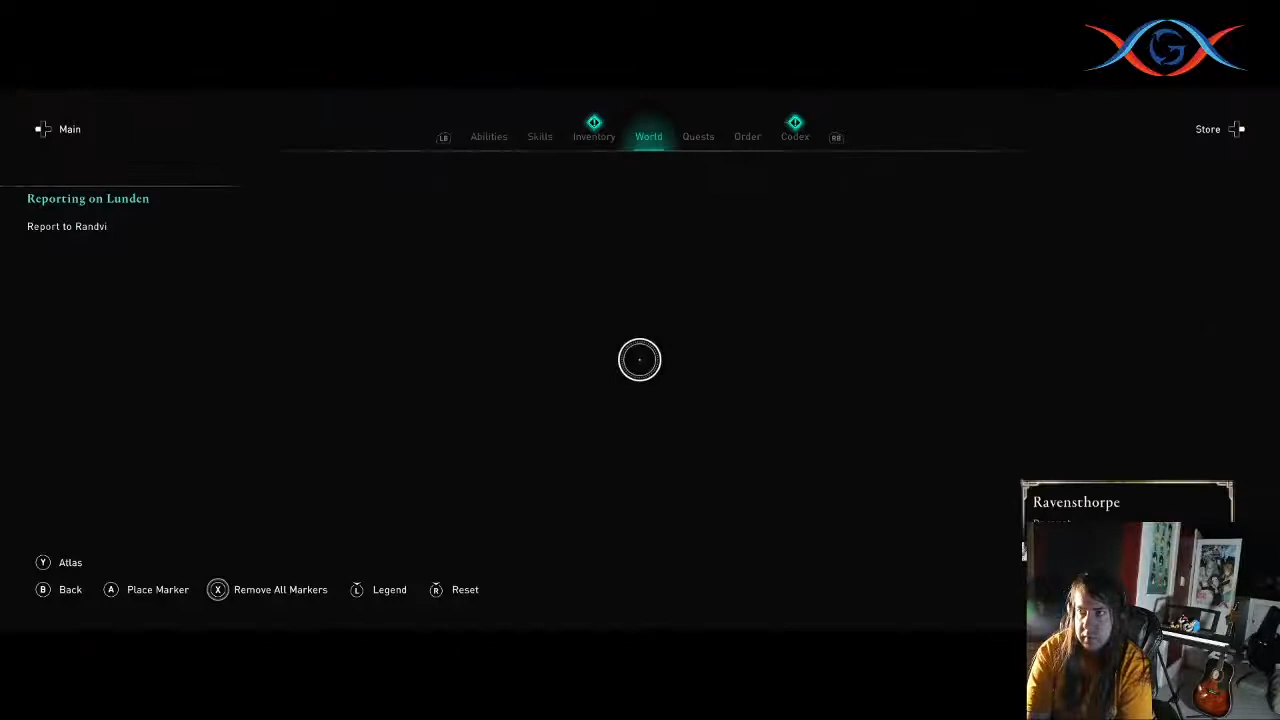 Main
LB Abilities Skills Inventory World Quests Order Codex RB
Store
Reporting on Lunden
Report to Randvi
Ravensthorpe
Y Atlas
B Back A Place Marker X Remove All Markers L Legend R Reset
G